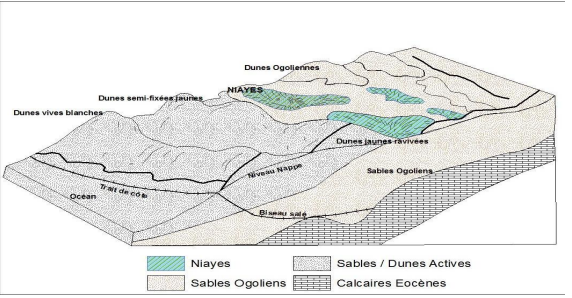 Dunes Ogoliennes
NIAYES
Dunes semi-fixées jaunes
Dunes vives blanches
Dunes jaunes ravivées
Niveau Nappe
Sables Ogoliens
Trait de côte
Océan
Biseau salé
Niayes
Sables / Dunes Actives
Sables Ogoliens
Calcaires Eocènes